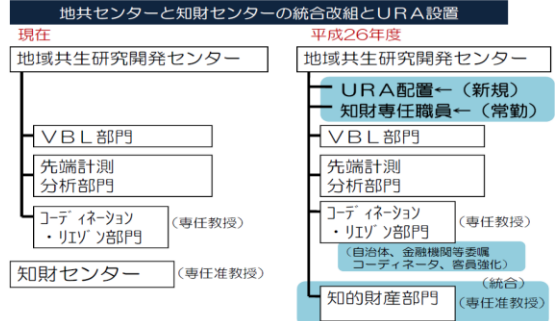 地共センターと知財センターの統合改組とURA設置
現在
地域共生研究開発センター
VBL部門
先端計測
分析部門
コーディネーション
・リエゾン部門
(専任教授)
知財センター
(専任准教授)
平成26年度
地域共生研究開発センター
URA配置←(新規)
知財専任職員←(常勤)
VBL部門
先端計測
分析部門
コーディネーション
・リエゾン部門
(専任教授)
(自治体、金融機関等委嘱
コーディネータ、客員強化)
(統合)
知的財産部門
(専任准教授)